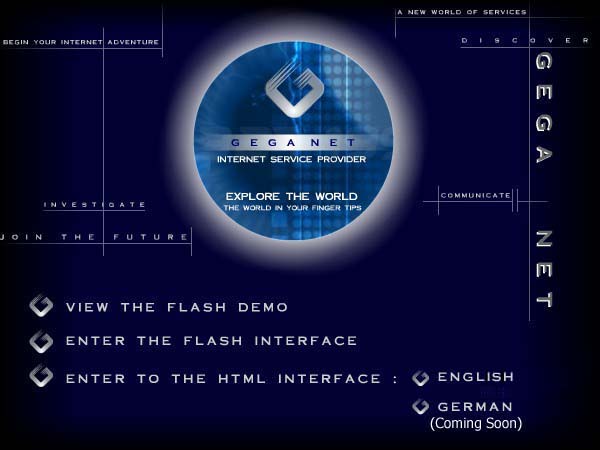 A NEW WORLD OF SERVICES
BEGIN YOUR INTERNET ADVENTURE
DISCOVER
GEGA NET
GEGANET
INTERNET SERVICE PROVIDER
EXPLORE THE WORLD
THE WORLD IN YOUR FINGER TIPS
COMMUNICATE
INVESTIGATE
JOIN THE FUTURE
VIEW THE FLASH DEMO
ENTER THE FLASH INTERFACE
ENTER TO THE HTML INTERFACE :
ENGLISH
GERMAN
(Coming Soon)